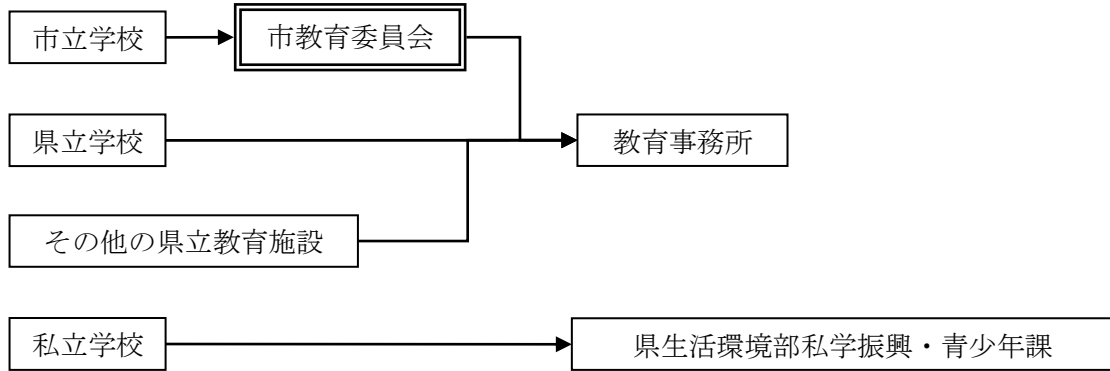 市立学校
市教育委員会
県立学校
教育事務所
その他の県立教育施設
私立学校
県生活環境部私学振興・青少年課